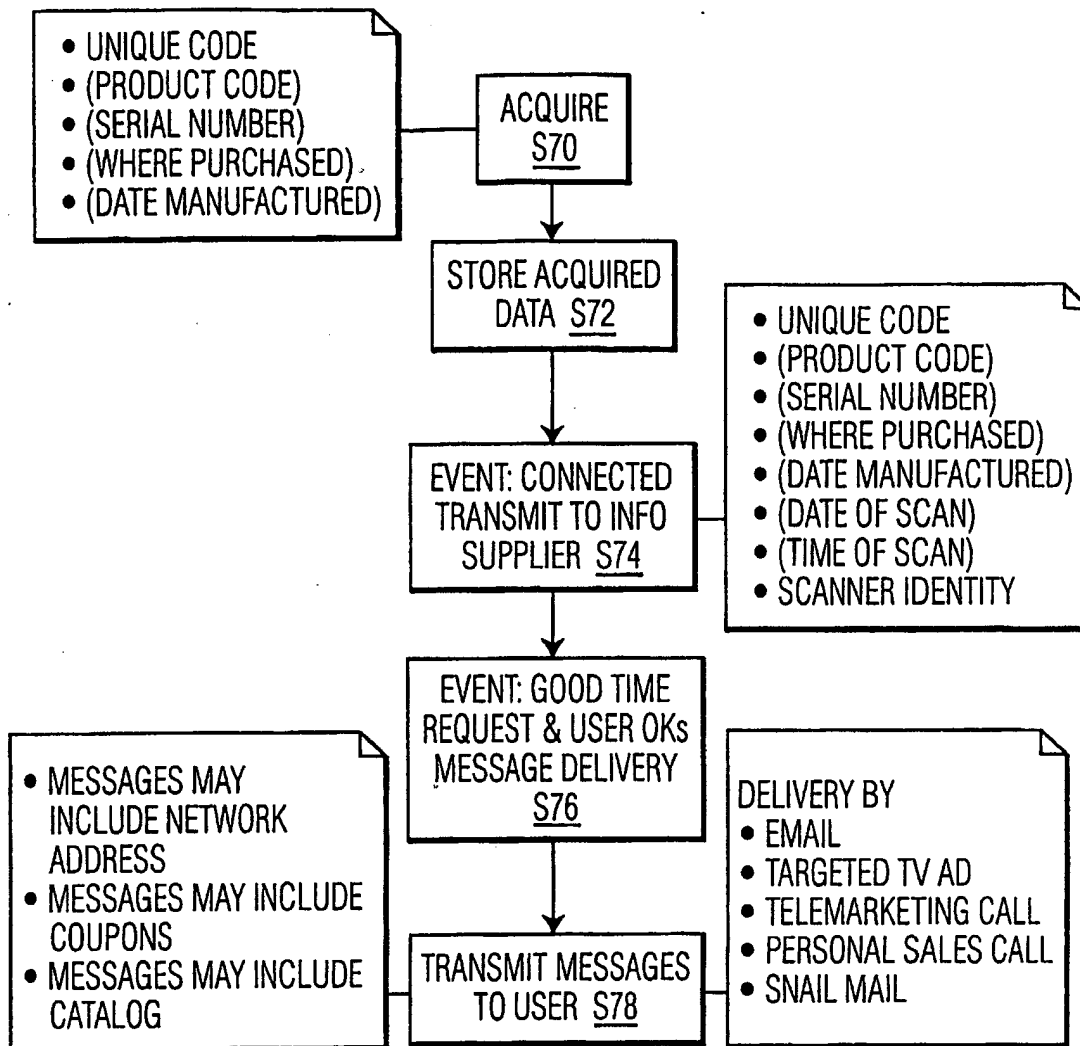 • UNIQUE CODE
• (PRODUCT CODE)
• (SERIAL NUMBER)
• (WHERE PURCHASED)
• (DATE MANUFACTURED)
ACQUIRE
S70
STORE ACQUIRED
DATA S72
EVENT: CONNECTED
TRANSMIT TO INFO
SUPPLIER S74
• UNIQUE CODE
• (PRODUCT CODE)
• (SERIAL NUMBER)
• (WHERE PURCHASED)
• (DATE MANUFACTURED)
• (DATE OF SCAN)
• (TIME OF SCAN)
• SCANNER IDENTITY
EVENT: GOOD TIME
REQUEST & USER OKs
MESSAGE DELIVERY
S76
• MESSAGES MAY
INCLUDE NETWORK
ADDRESS
• MESSAGES MAY INCLUDE
COUPONS
• MESSAGES MAY INCLUDE
CATALOG
TRANSMIT MESSAGES
TO USER S78
DELIVERY BY
• EMAIL
• TARGETED TV AD
• TELEMARKETING CALL
• PERSONAL SALES CALL
• SNAIL MAIL